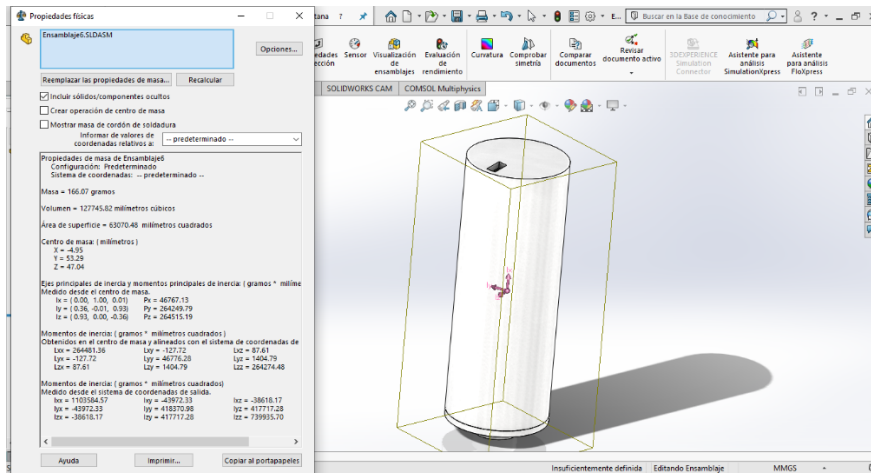 Propiedades físicas
Ensamblaje6.SLDASM
Opciones...
Reemplazar las propiedades de masa...
Recalcular
Incluir sólidos/componentes ocultos
Crear operación de centro de masa
Mostrar masa de cordón de soldadura
Informar de valores de
coordenadas relativos a:
-- predeterminado --
Propiedades de masa de Ensamblaje6
Configuración: Predeterminado
Sistema de coordenadas: -- predeterminado --
Masa = 166.07 gramos
Volumen = 127745.82 milímetros cúbicos
Área de superficie = 63070.48 milímetros cuadrados
Centro de masa: ( milímetros )
X = -4.95
Y = 53.29
Z = 47.04
Ejes principales de inercia y momentos principales de inercia: ( gramos * milíme
Medido desde el centro de masa.
Ix = ( 0.00, 1.00, 0.01) Px = 46767.13
Iy = ( 0.36, -0.01, 0.93) Py = 264249.79
Iz = ( 0.93, 0.00, -0.36) Pz = 264515.19
Momentos de inercia: ( gramos * milímetros cuadrados )
Obtenidos en el centro de masa y alineados con el sistema de coordenadas de
Lxx = 264481.36 Lxy = -127.72 Lxz = 87.61
Lyx = -127.72 Lyy = 46776.28 Lyz = 1404.79
Lzx = 87.61 Lzy = 1404.79 Lzz = 264274.48
Momentos de inercia: ( gramos * milímetros cuadrados)
Medido desde el sistema de coordenadas de salida.
Ixx = 1103584.57 Ixy = -43972.33 Ixz = -38618.17
Iyx = -43972.33 Iyy = 418370.98 Iyz = 417717.28
Izx = -38618.17 Izy = 417717.28 Izz = 739935.70
Ayuda
Imprimir...
Copiar al portapapeles
tana ?
E...
Buscar en la Base de conocimiento
?
dades
ección
Sensor
Visualización
de
ensamblajes
Evaluación
de
rendimiento
Curvatura
Comprobar
simetría
Comparar
documentos
Revisar
documento activo
3DEXPERIENCE
Simulation
Connector
Asistente para
análisis
SimulationXpress
Asistente
para análisis
FloXpress
SOLIDWORKS CAM
COMSOL Multiphysics
Insuficientemente definida
Editando Ensamblaje
MMGS